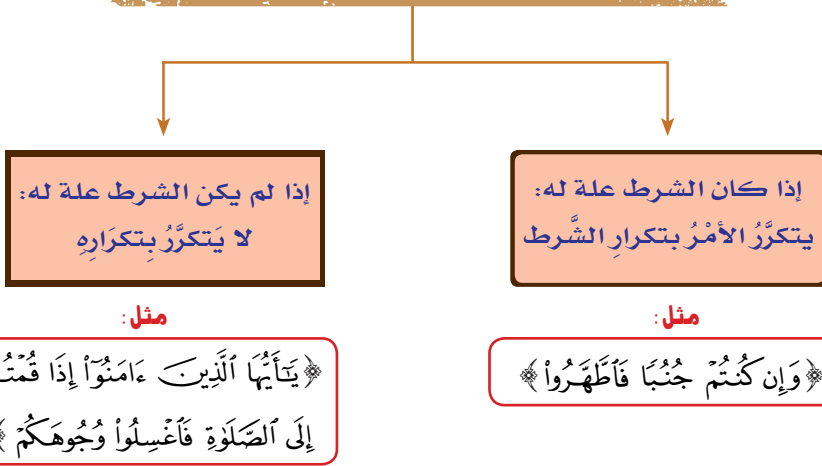 إذا كان الشرط علة له:
يتكرَّرُ الأمْرُ بتكرارِ الشَّرط
مثل:
﴿وَإِن كُنتُمْ جُنُبًا فَٱطَّهَّرُوا۟﴾
إذا لم يكن الشرط علة له:
لا يَتكرَّرُ بِتكرَارِهِ
مثل:
﴿يَٰٓأَيُّهَا ٱلَّذِينَ ءَامَنُوٓا۟ إِذَا قُمْتُ
إِلَى ٱلصَّلَوٰةِ فَٱغْسِلُوا۟ وُجُوهَكُمْ﴾